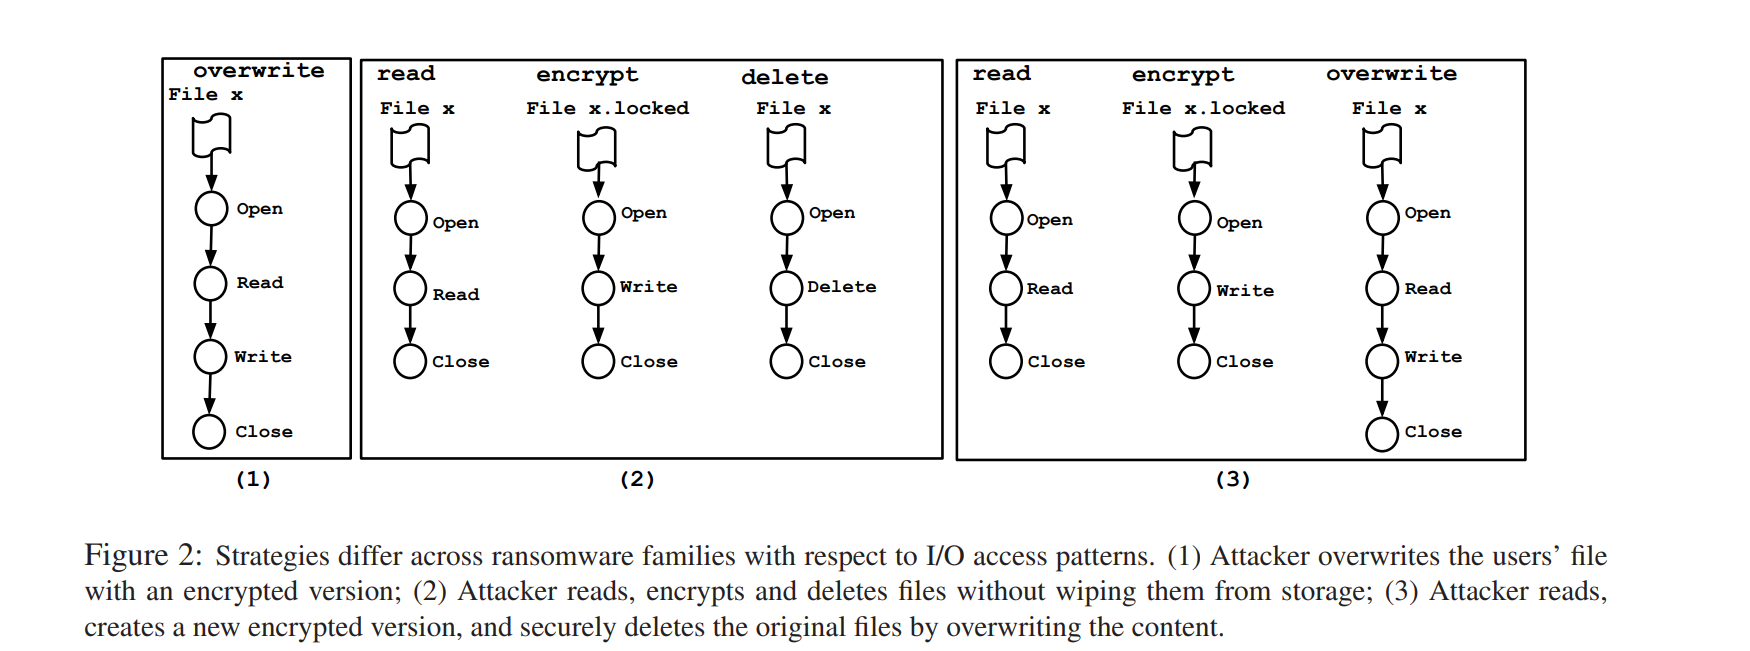 overwrite
File x
Open
Read
Write
Close
(1)
read
File x
Open
Read
Close
encrypt
File x.locked
Open
Write
Close
delete
File x
Open
Delete
Close
(2)
read
File x
Open
Read
Close
encrypt
File x.locked
Open
Write
Close
overwrite
File x
Open
Read
Write
Close
(3)
Figure 2: Strategies differ across ransomware families with respect to I/O access patterns. (1) Attacker overwrites the users’ file
with an encrypted version; (2) Attacker reads, encrypts and deletes files without wiping them from storage; (3) Attacker reads,
creates a new encrypted version, and securely deletes the original files by overwriting the content.